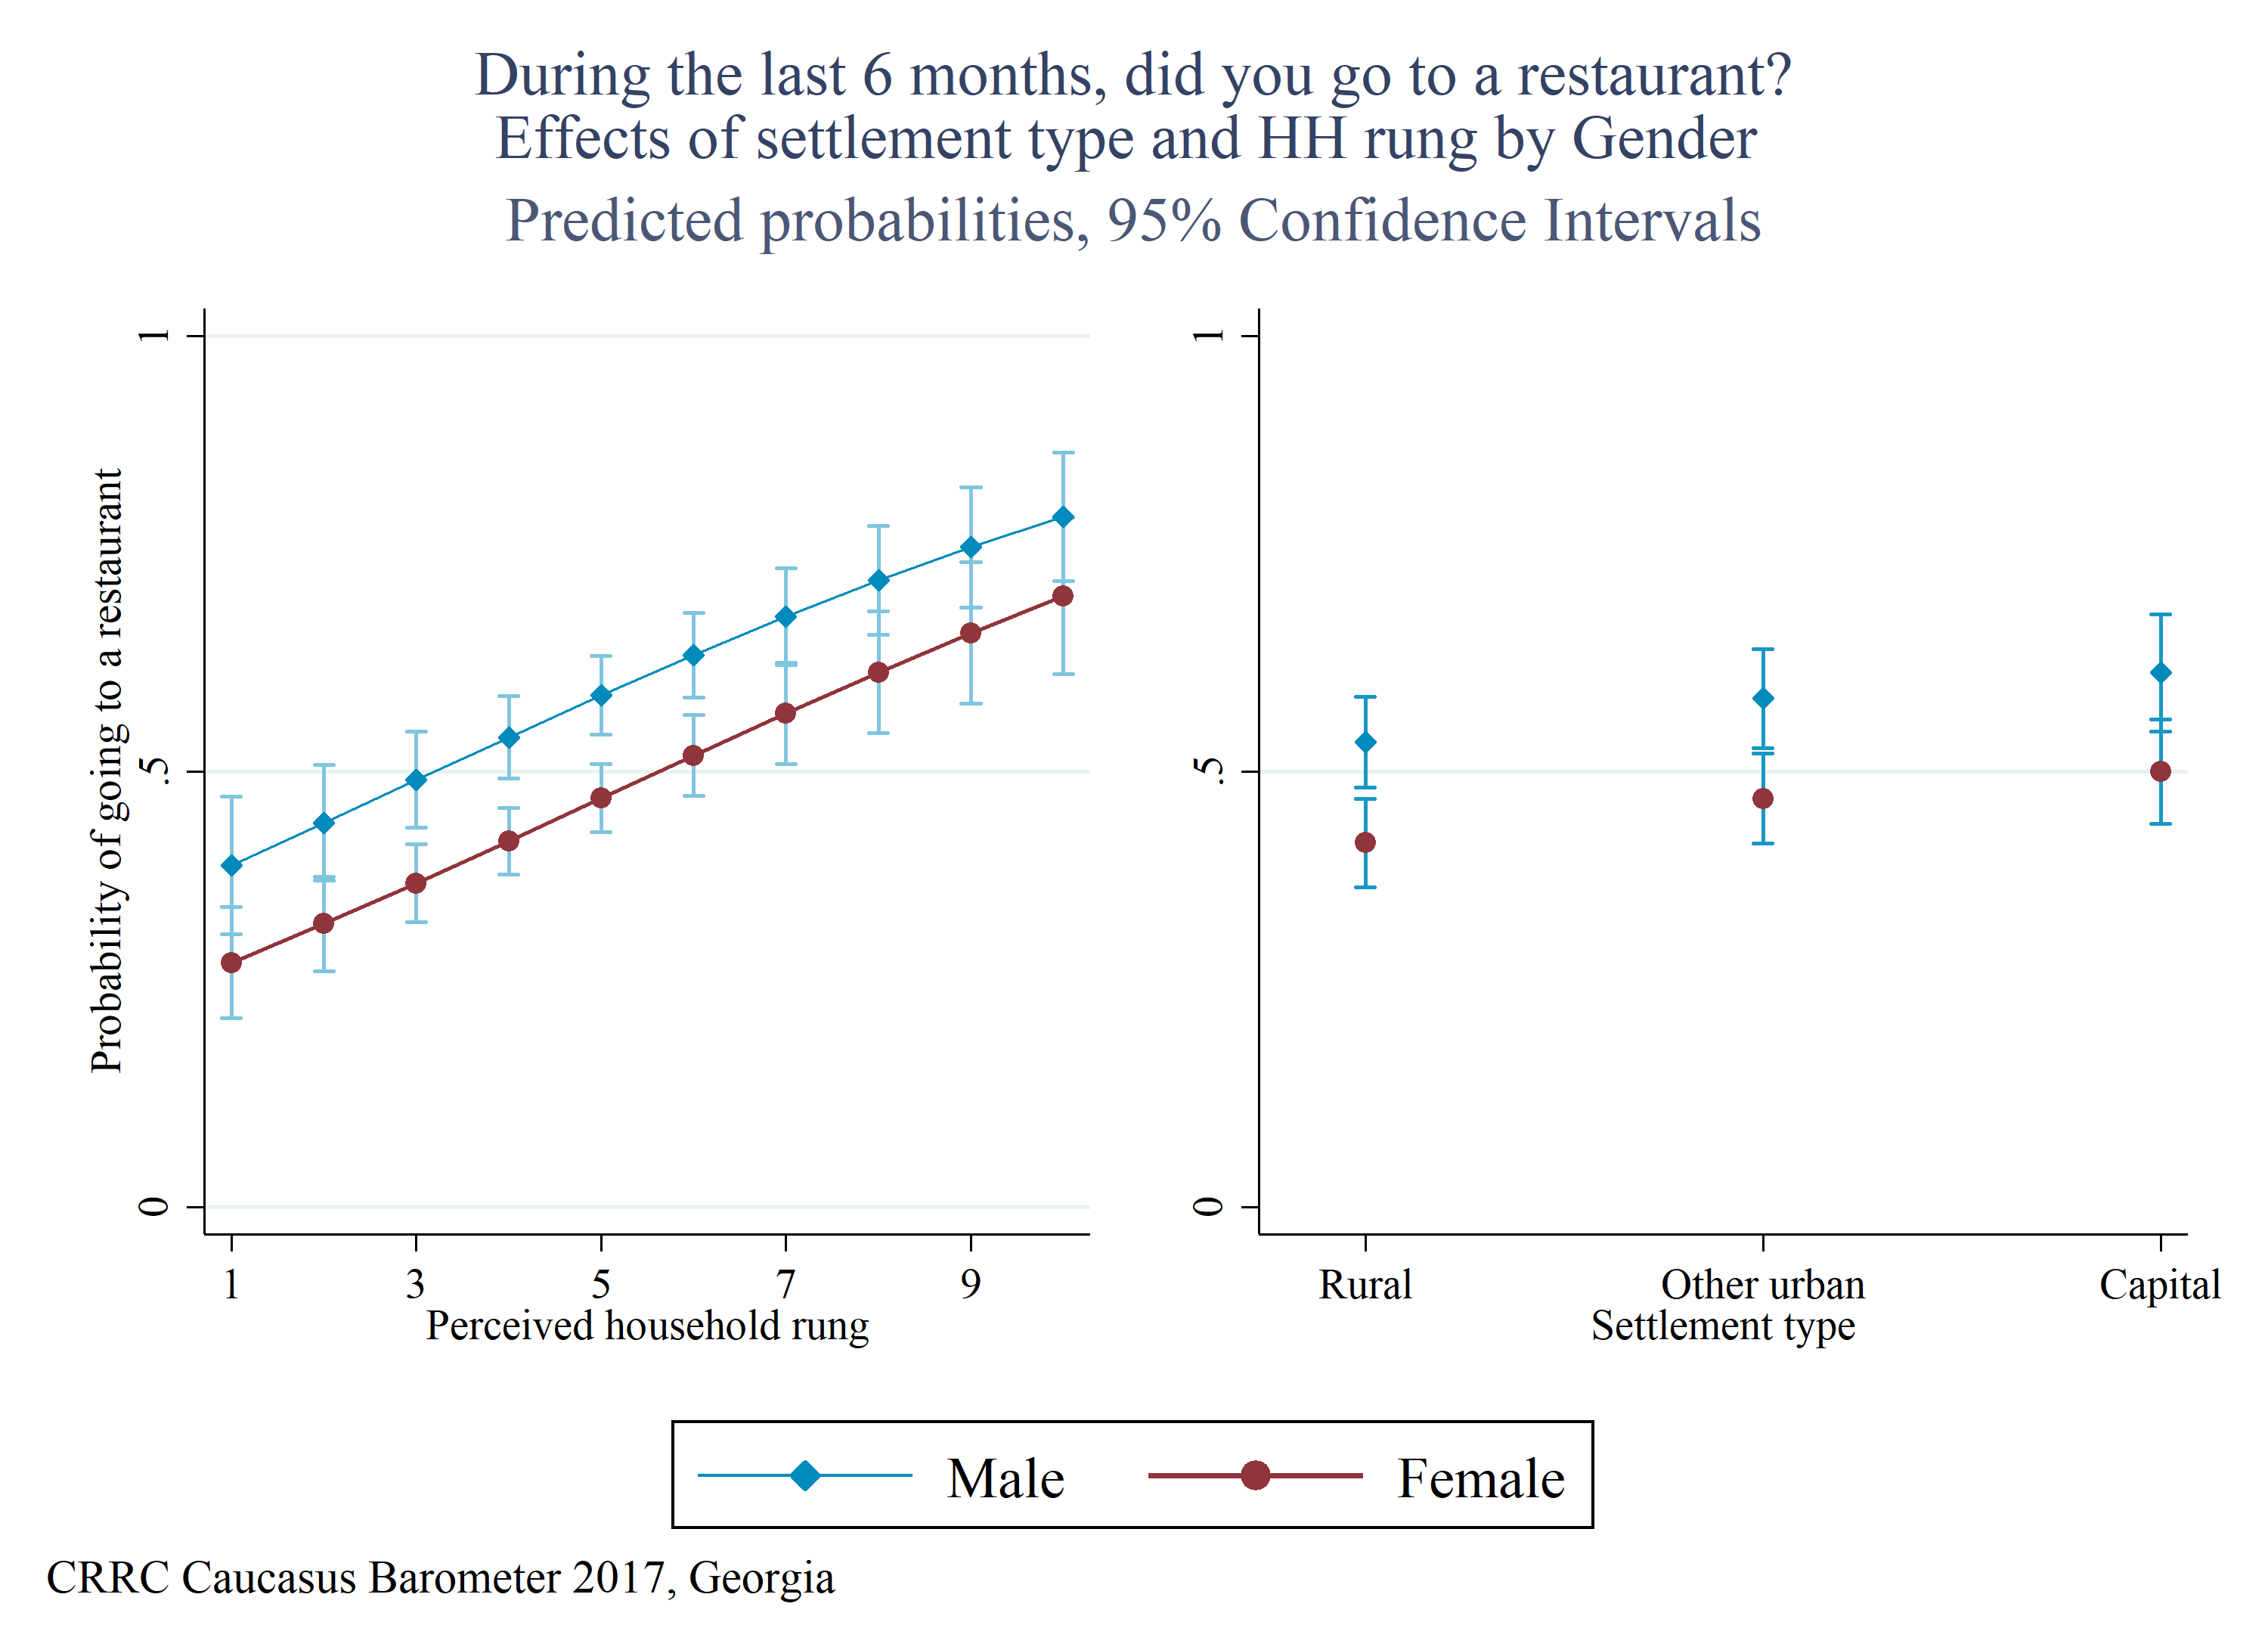 During the last 6 months, did you go to a restaurant?
Effects of settlement type and HH rung by Gender
Predicted probabilities, 95% Confidence Intervals
Probability of going to a restaurant
1
.5
0
1 3 5 7 9
Perceived household rung
1
.5
0
Rural Other urban Capital
Settlement type
Male Female
CRRC Caucasus Barometer 2017, Georgia